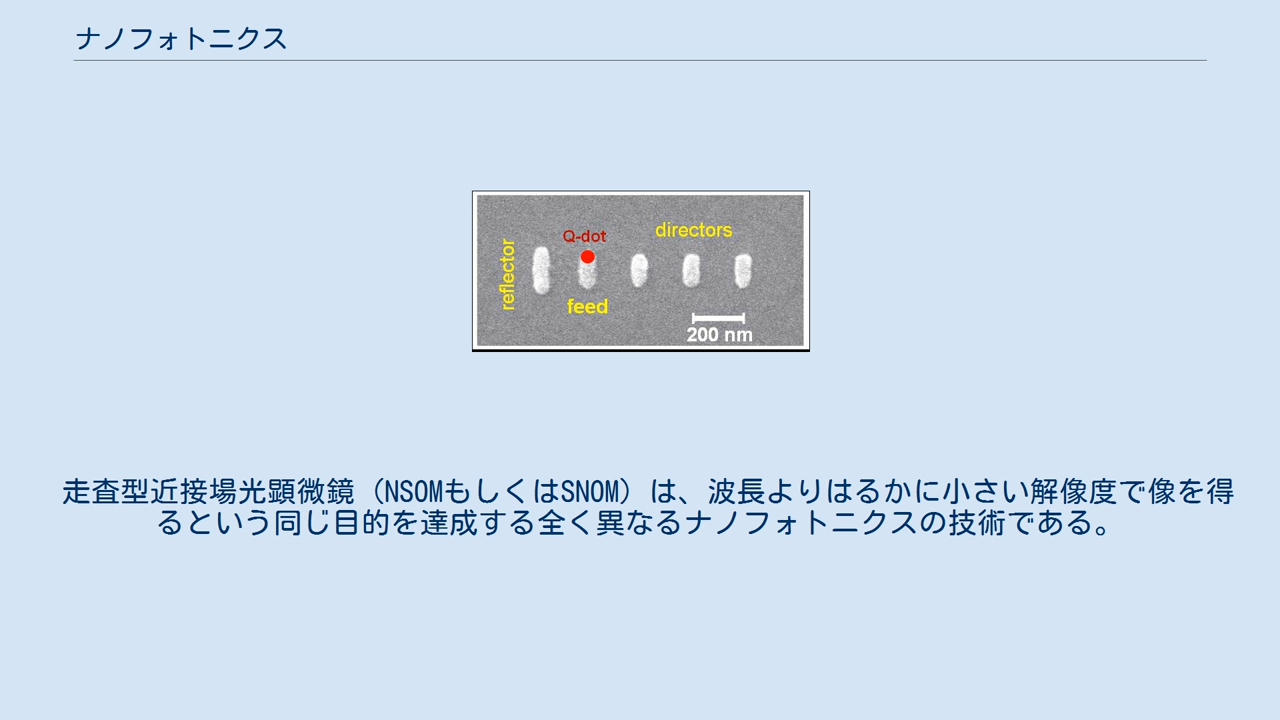 ナノフォトニクス
reflector
Q-dot
feed
directors
200 nm
走査型近接場光顕微鏡（NSOMもしくはSNOM）は、波長よりはるかに小さい解像度で像を得
るという同じ目的を達成する全く異なるナノフォトニクスの技術である。